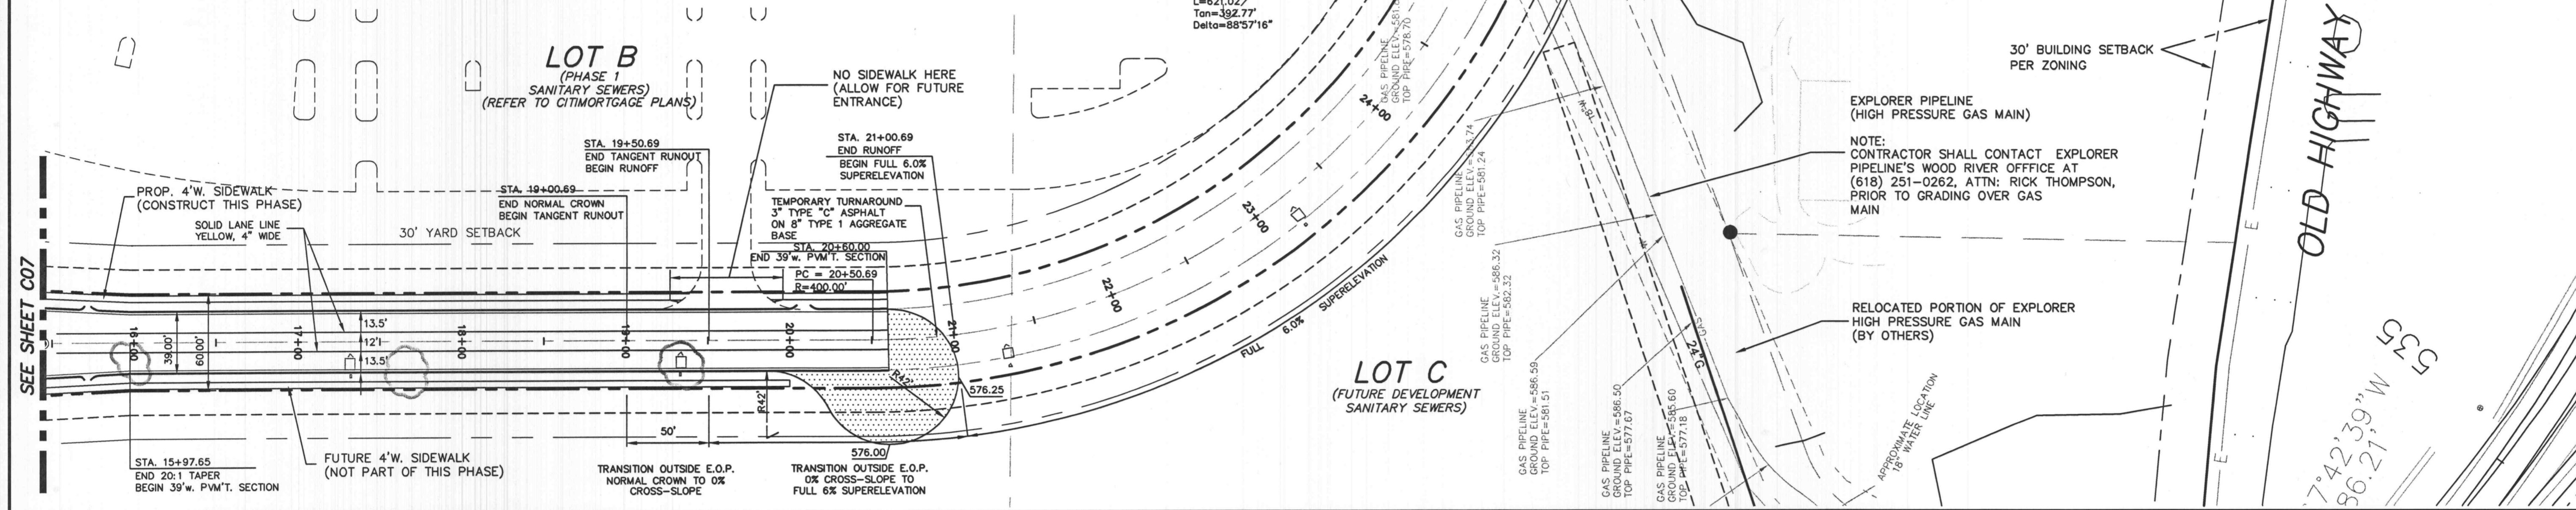 L=621.02'
Tan=392.77'
Delta=88°57'16"
LOT B
(PHASE 1
SANITARY SEWERS)
(REFER TO CITIMORTGAGE PLANS)
NO SIDEWALK HERE
(ALLOW FOR FUTURE
ENTRANCE)
STA. 19+50.69
END TANGENT RUNOUT
BEGIN RUNOFF
STA. 21+00.69
END RUNOFF
BEGIN FULL 6.0%
SUPERELEVATION
PROP. 4'W. SIDEWALK
(CONSTRUCT THIS PHASE)
STA. 19+00.69
END NORMAL CROWN
BEGIN TANGENT RUNOUT
SOLID LANE LINE
YELLOW, 4" WIDE
30' YARD SETBACK
TEMPORARY TURNAROUND
3" TYPE "C" ASPHALT
ON 8" TYPE 1 AGGREGATE
BASE
STA. 20+60.00
END 39'w. PVM'T. SECTION
PC = 20+50.69
R=400.00'
SEE SHEET C07
16+00
39.00'
60.00'
17+00
13.5'
12'
13.5'
18+00
19+00
20+00
21+00
22+00
23+00
24+00
R42'
R42'
576.25
576.00
50'
STA. 15+97.65
END 20:1 TAPER
BEGIN 39'w. PVM'T. SECTION
FUTURE 4'W. SIDEWALK
(NOT PART OF THIS PHASE)
TRANSITION OUTSIDE E.O.P.
NORMAL CROWN TO 0%
CROSS-SLOPE
TRANSITION OUTSIDE E.O.P.
0% CROSS-SLOPE TO
FULL 6% SUPERELEVATION
FULL 6.0% SUPERELEVATION
LOT C
(FUTURE DEVELOPMENT
SANITARY SEWERS)
GAS PIPELINE
GROUND ELEV.=581.
TOP PIPE=578.70
GAS PIPELINE
GROUND ELEV.=
TOP PIPE=581.24
GAS PIPELINE
GROUND ELEV.=586.32
TOP PIPE=582.32
GAS PIPELINE
GROUND ELEV.=586.59
TOP PIPE=581.51
GAS PIPELINE
GROUND ELEV.=586.50
TOP PIPE=577.67
GAS PIPELINE
GROUND ELEV.=585.60
TOP PIPE=577.18
18"W
W
GAS
24"G
EXPLORER PIPELINE
(HIGH PRESSURE GAS MAIN)
NOTE:
CONTRACTOR SHALL CONTACT EXPLORER
PIPELINE'S WOOD RIVER OFFFICE AT
(618) 251-0262, ATTN: RICK THOMPSON,
PRIOR TO GRADING OVER GAS
MAIN
RELOCATED PORTION OF EXPLORER
HIGH PRESSURE GAS MAIN
(BY OTHERS)
APPROXIMATE LOCATION
18" WATER LINE
30' BUILDING SETBACK
PER ZONING
E
E
OLD HIGHWAY
535
7°42'39"W
86.21'